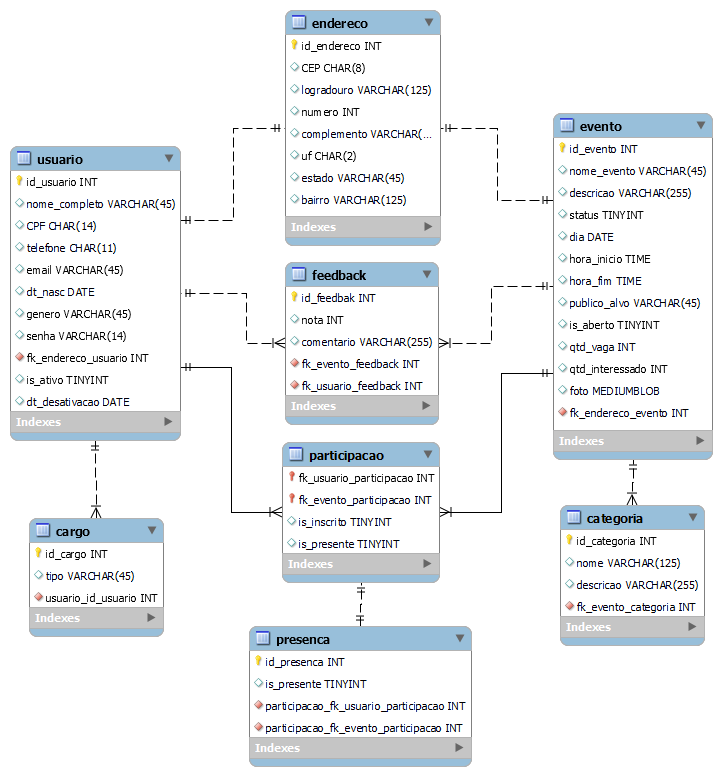 endereco
id_endereco INT
CEP CHAR(8)
logradouro VARCHAR(125)
numero INT
complemento VARCHAR(...
uf CHAR(2)
estado VARCHAR(45)
bairro VARCHAR(125)
Indexes
evento
id_evento INT
nome_evento VARCHAR(45)
descricao VARCHAR(255)
status TINYINT
dia DATE
hora_inicio TIME
hora_fim TIME
publico_alvo VARCHAR(45)
is_aberto TINYINT
qtd_vaga INT
qtd_interessado INT
foto MEDIUMBLOB
fk_endereco_evento INT
Indexes
usuario
id_usuario INT
nome_completo VARCHAR(45)
CPF CHAR(14)
telefone CHAR(11)
email VARCHAR(45)
dt_nasc DATE
genero VARCHAR(45)
senha VARCHAR(14)
fk_endereco_usuario INT
is_ativo TINYINT
dt_desativacao DATE
Indexes
feedback
id_feedbak INT
nota INT
comentario VARCHAR(255)
fk_evento_feedback INT
fk_usuario_feedback INT
Indexes
participacao
fk_usuario_participacao INT
fk_evento_participacao INT
is_inscrito TINYINT
is_presente TINYINT
Indexes
cargo
id_cargo INT
tipo VARCHAR(45)
usuario_id_usuario INT
Indexes
categoria
id_categoria INT
nome VARCHAR(125)
descricao VARCHAR(255)
fk_evento_categoria INT
Indexes
presenca
id_presenca INT
is_presente TINYINT
participacao_fk_usuario_participacao INT
participacao_fk_evento_participacao INT
Indexes